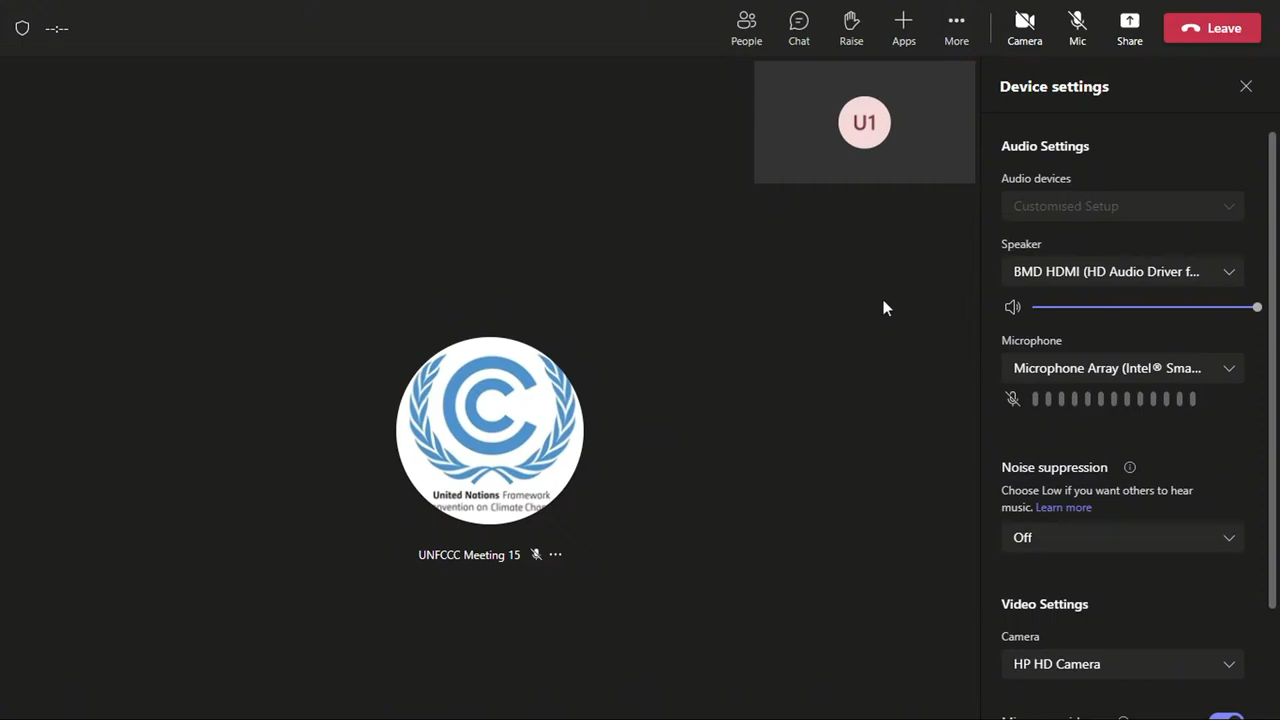 --:--
People
Chat
Raise
Apps
More
Camera
Mic
Share
Leave
U1
Device settings
Audio Settings
Audio devices
Customised Setup
Speaker
BMD HDMI (HD Audio Driver f...
Microphone
Microphone Array (Intel® Sma...
Noise suppression
Choose Low if you want others to hear
music. Learn more
Off
Video Settings
Camera
HP HD Camera
United Nations Framework
Climate
UNFCCC Meeting 15